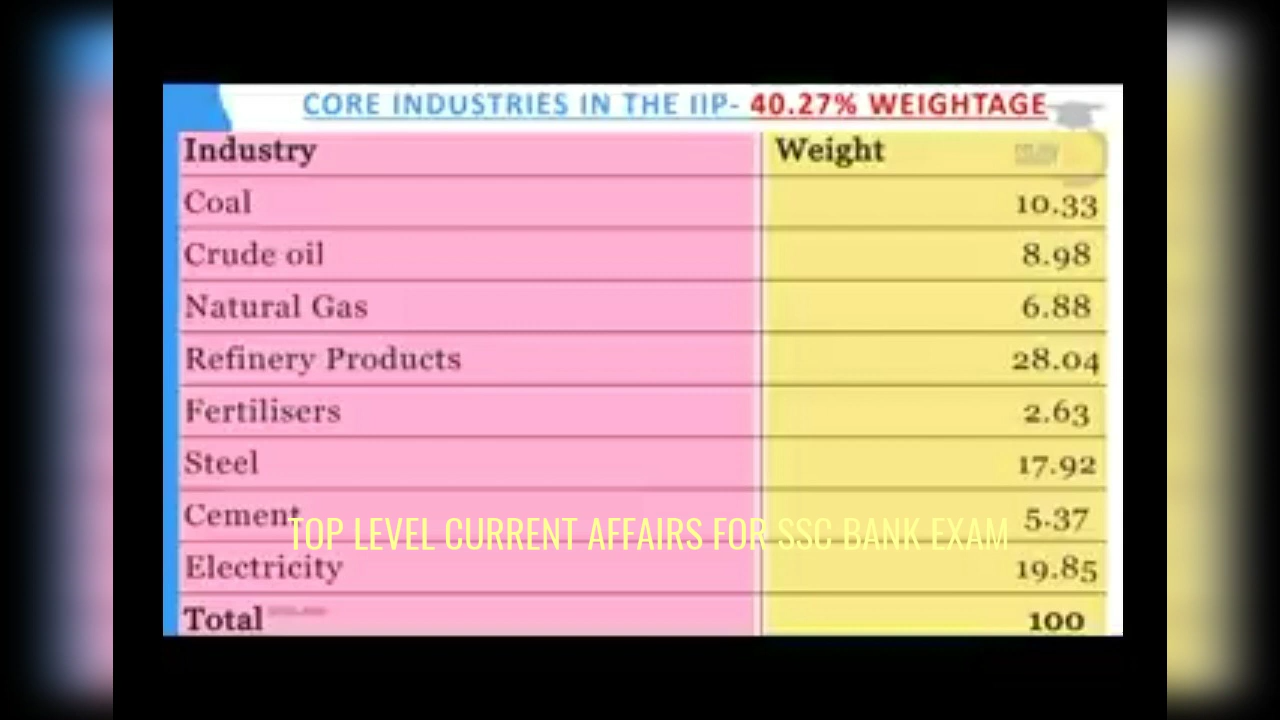 CORE INDUSTRIES IN THE IIP- 40.27% WEIGHTAGE
Industry Weight
Coal 10.33
Crude oil 8.98
Natural Gas 6.88
Refinery Products 28.04
Fertilisers 2.63
Steel 17.92
Cement 5.37
TOP LEVEL CURRENT AFFAIRS FOR SSC BANK EXAM
Electricity 19.85
Total 100